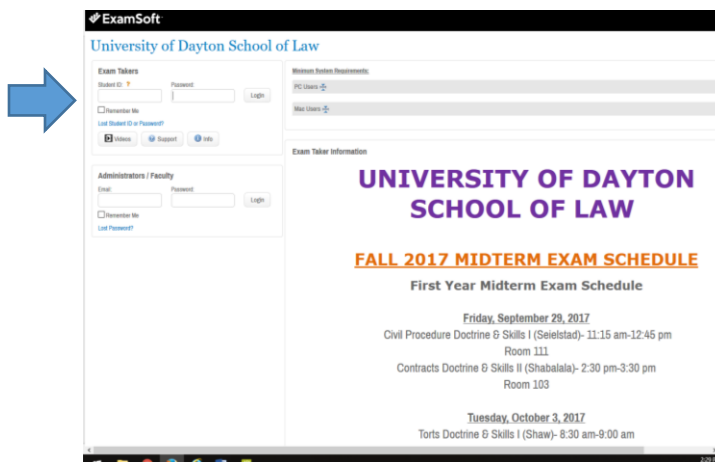 ExamSoft
University of Dayton School of Law
Exam Takers
Student ID: ?
Password:
Login
Remember Me
Lost Student ID or Password?
Videos
Support
Info
Administrators / Faculty
Email:
Password:
Login
Remember Me
Lost Password?
Minimum System Requirements:
PC Users
Mac Users
Exam Taker Information
UNIVERSITY OF DAYTON
SCHOOL OF LAW
FALL 2017 MIDTERM EXAM SCHEDULE
First Year Midterm Exam Schedule
Friday, September 29, 2017
Civil Procedure Doctrine & Skills I (Seielstad)- 11:15 am-12:45 pm
Room 111
Contracts Doctrine & Skills II (Shabalala)- 2:30 pm-3:30 pm
Room 103
Tuesday, October 3, 2017
Torts Doctrine & Skills I (Shaw)- 8:30 am-9:00 am